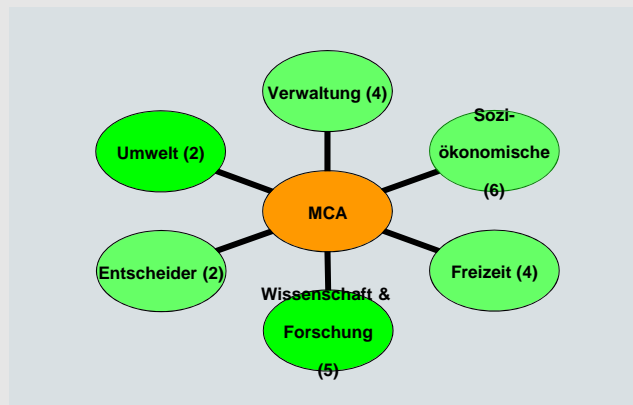 Verwaltung (4)
Sozi-
ökonomische
(6)
Umwelt (2)
MCA
Entscheider (2)
Freizeit (4)
Wissenschaft &
Forschung
(5)